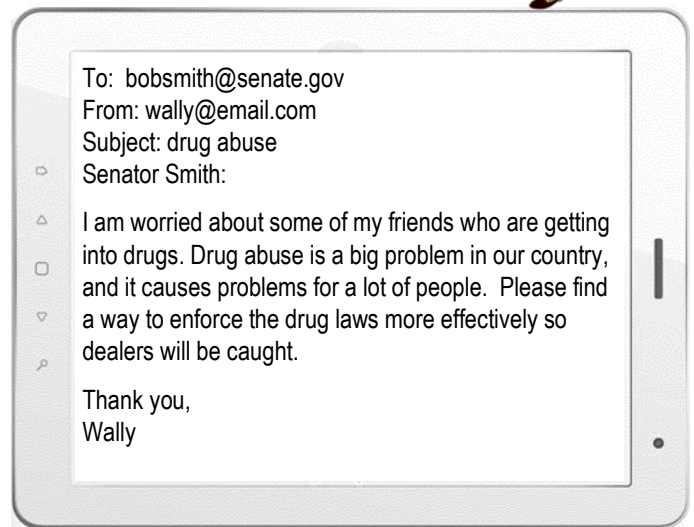 To: bobsmith@senate.gov
From: wally@email.com
Subject: drug abuse
Senator Smith:
I am worried about some of my friends who are getting
into drugs. Drug abuse is a big problem in our country,
and it causes problems for a lot of people. Please find
a way to enforce the drug laws more effectively so
dealers will be caught.
Thank you,
Wally